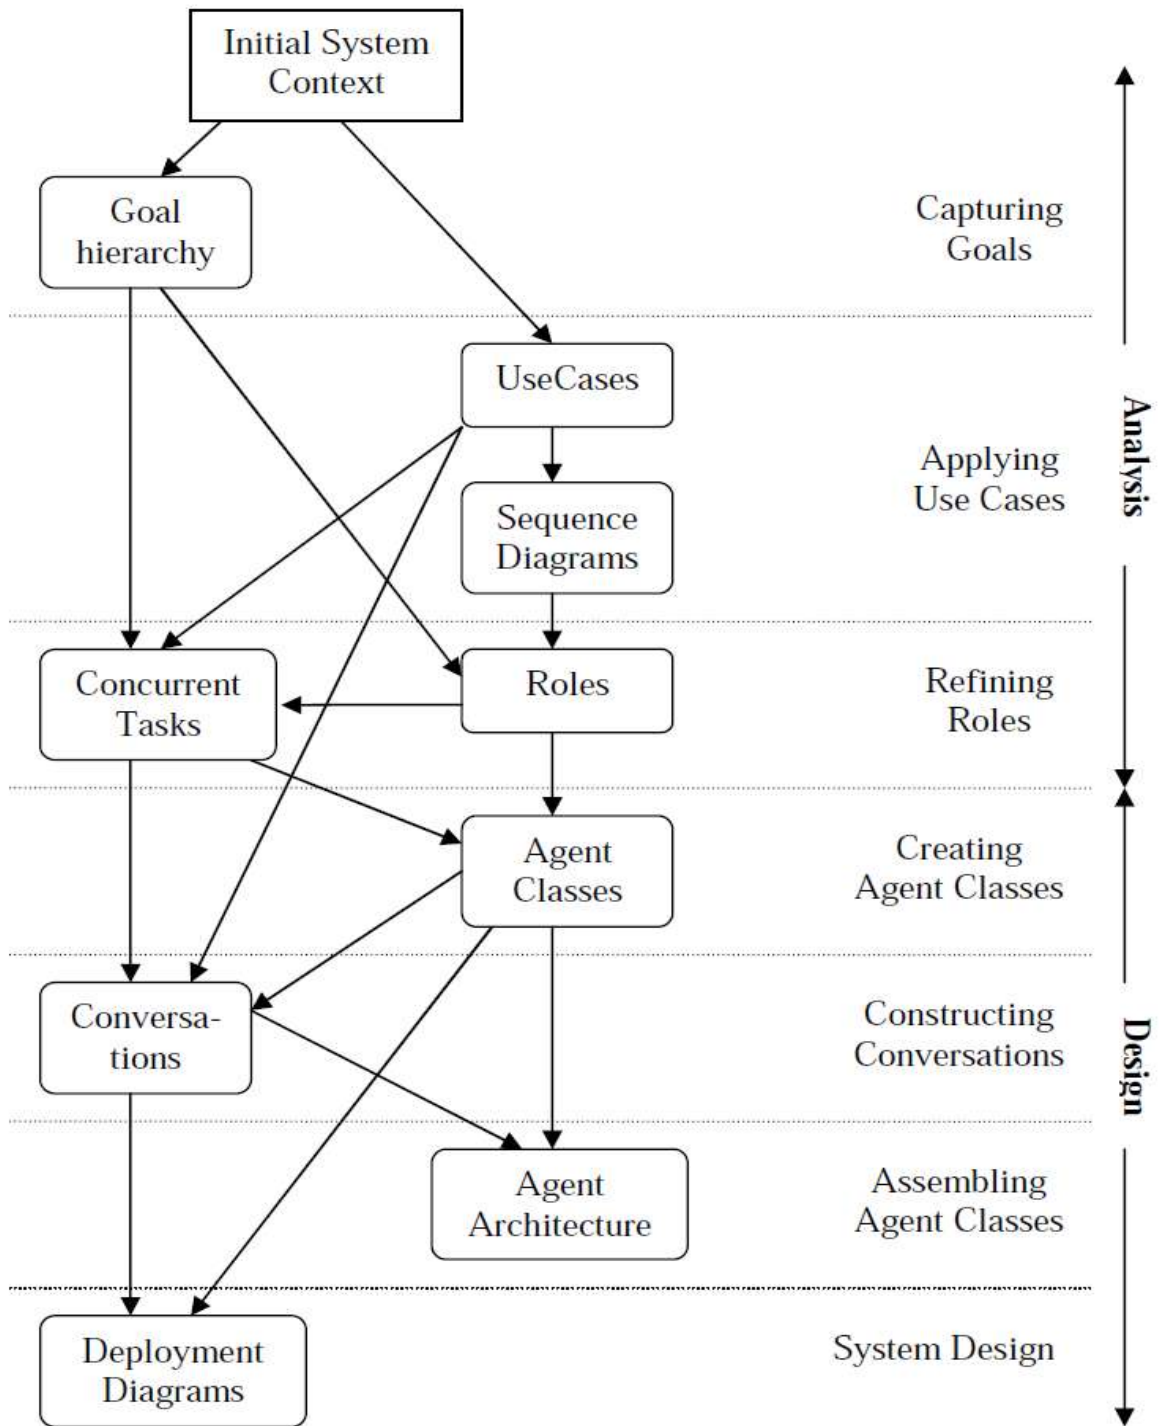 Initial System
Context
Goal
hierarchy
Capturing
Goals
UseCases
Applying
Use Cases
Sequence
Diagrams
Analysis
Concurrent
Tasks
Roles
Refining
Roles
Agent
Classes
Creating
Agent Classes
Conversa-
tions
Constructing
Conversations
Design
Agent
Architecture
Assembling
Agent Classes
Deployment
Diagrams
System Design